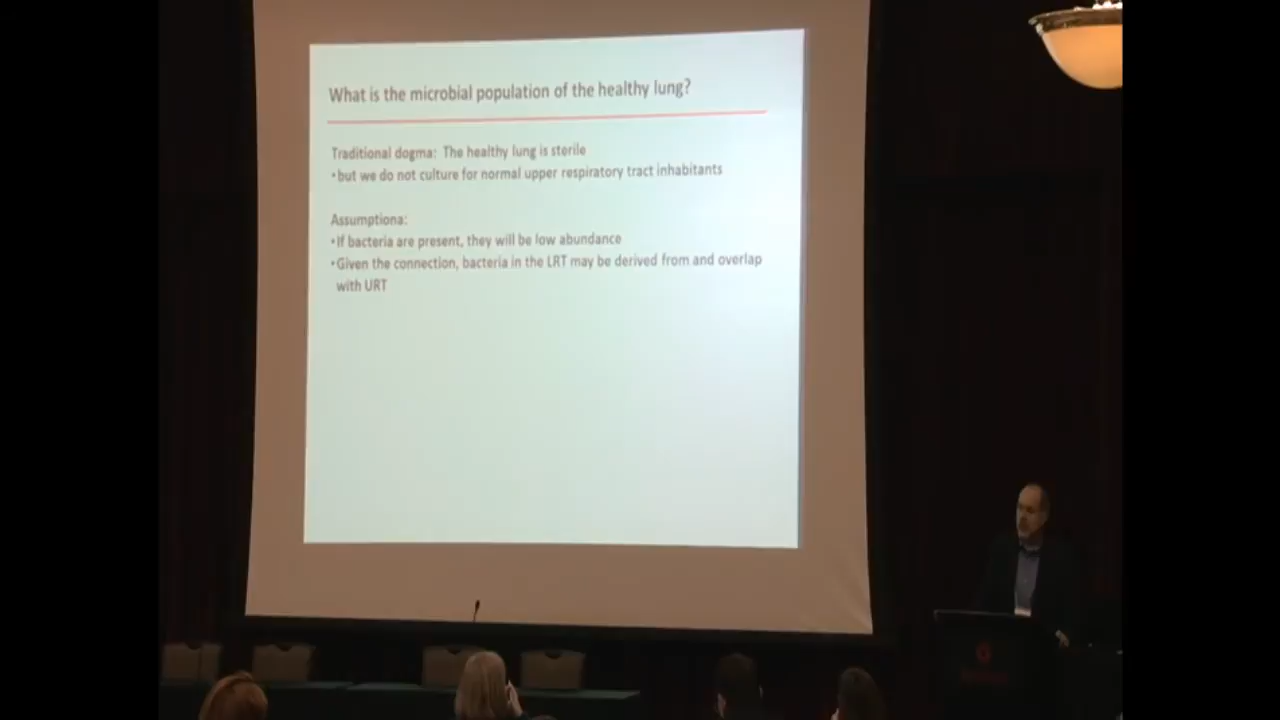 What is the microbial population of the healthy lung?
Traditional dogma: The healthy lung is sterile
•but we do not culture for normal upper respiratory tract inhabitants
Assumptiona:
•If bacteria are present, they will be low abundance
•Given the connection, bacteria in the LRT may be derived from and overlap
with URT